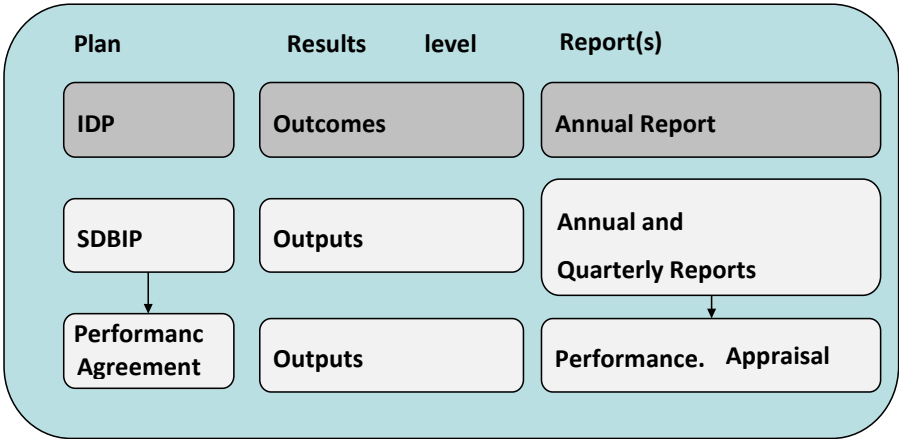 Plan Results level Report(s)
IDP Outcomes Annual Report
SDBIP Outputs Annual and
Quarterly Reports
Performanc
Agreement Outputs Performance. Appraisal